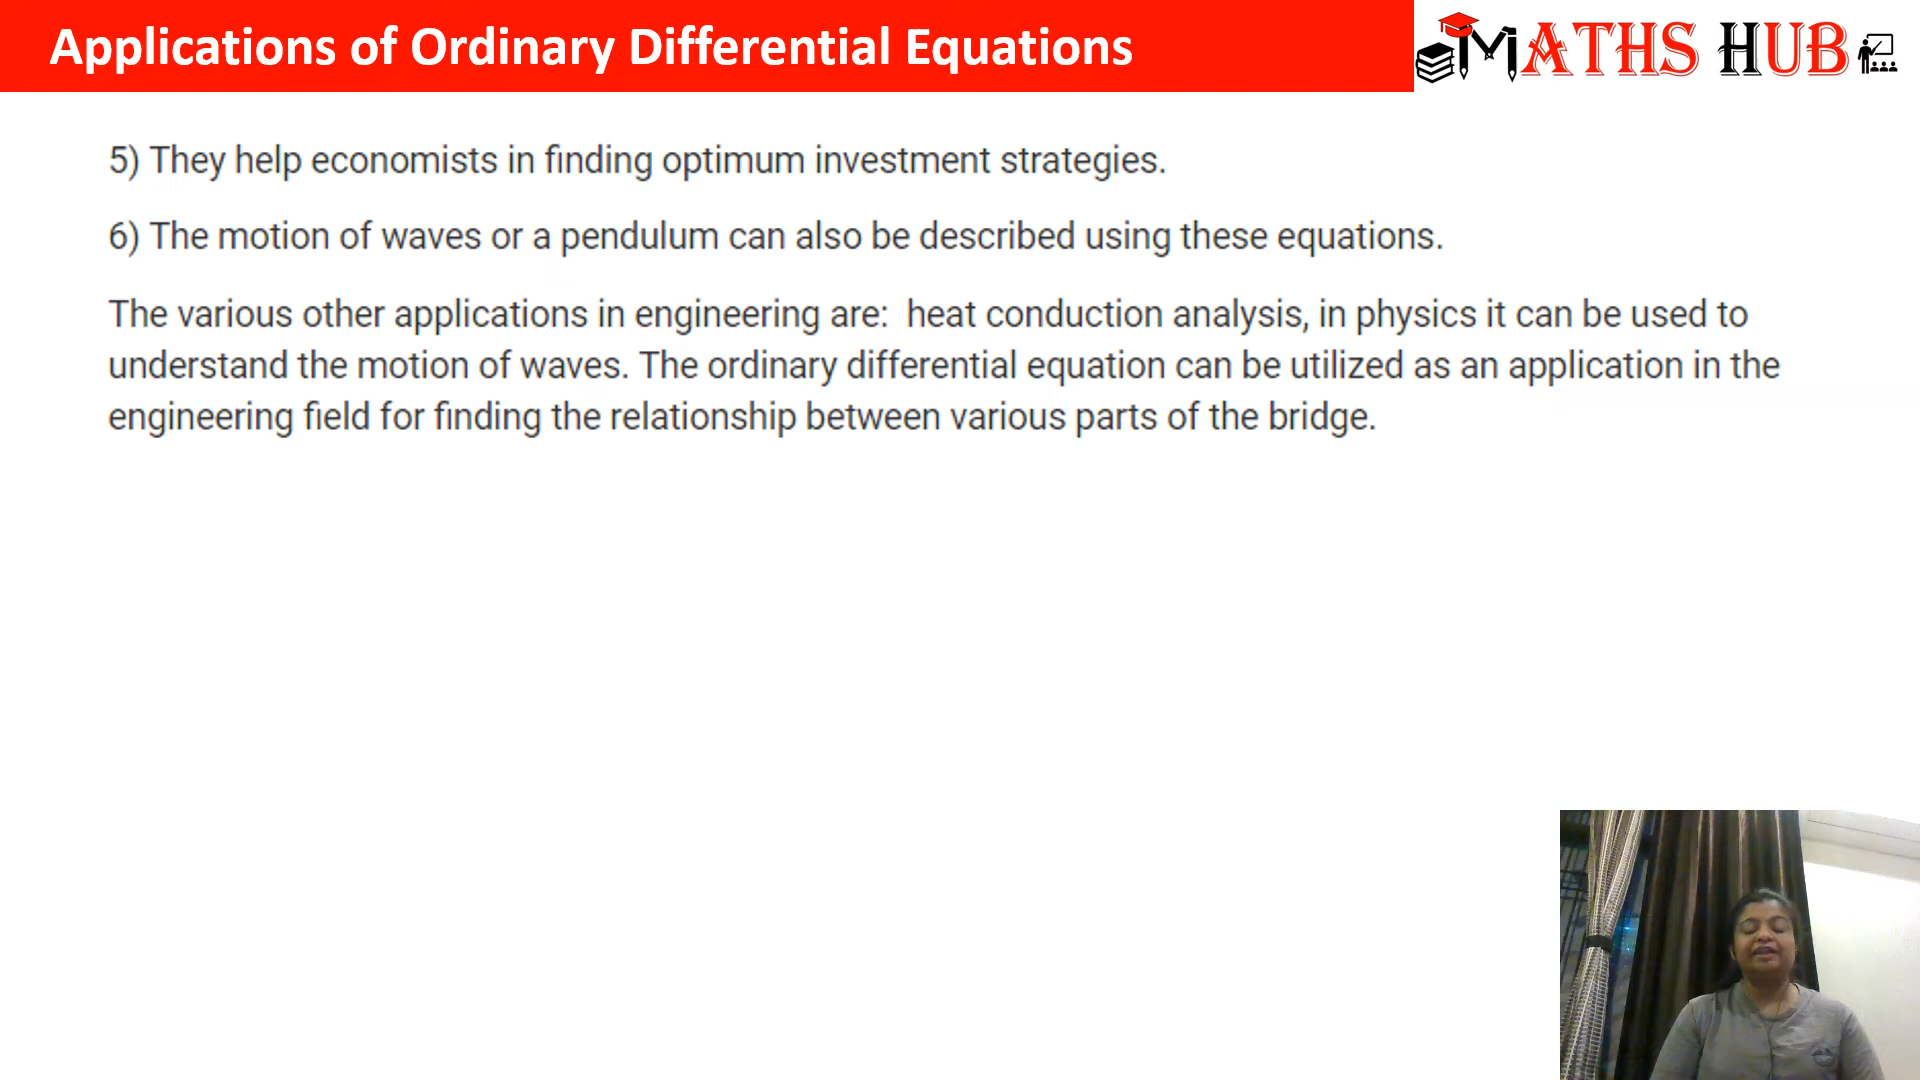 Applications of Ordinary Differential Equations
MATHS HUB
5) They help economists in finding optimum investment strategies.
6) The motion of waves or a pendulum can also be described using these equations.
The various other applications in engineering are:  heat conduction analysis, in physics it can be used to
understand the motion of waves. The ordinary differential equation can be utilized as an application in the
engineering field for finding the relationship between various parts of the bridge.